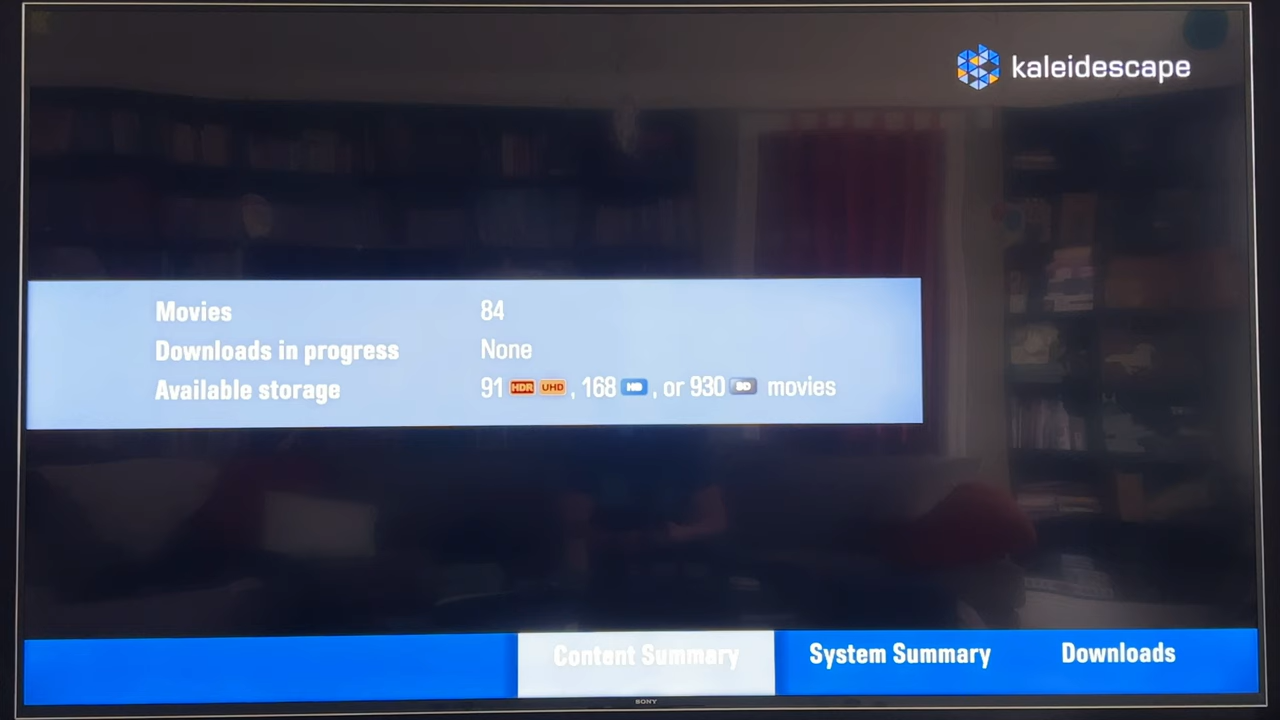 kaleidescape
Movies 84
Downloads in progress None
Available storage 91 HDR UHD, 168 HD, or 930 SD movies
Content Summary System Summary Downloads
SONY